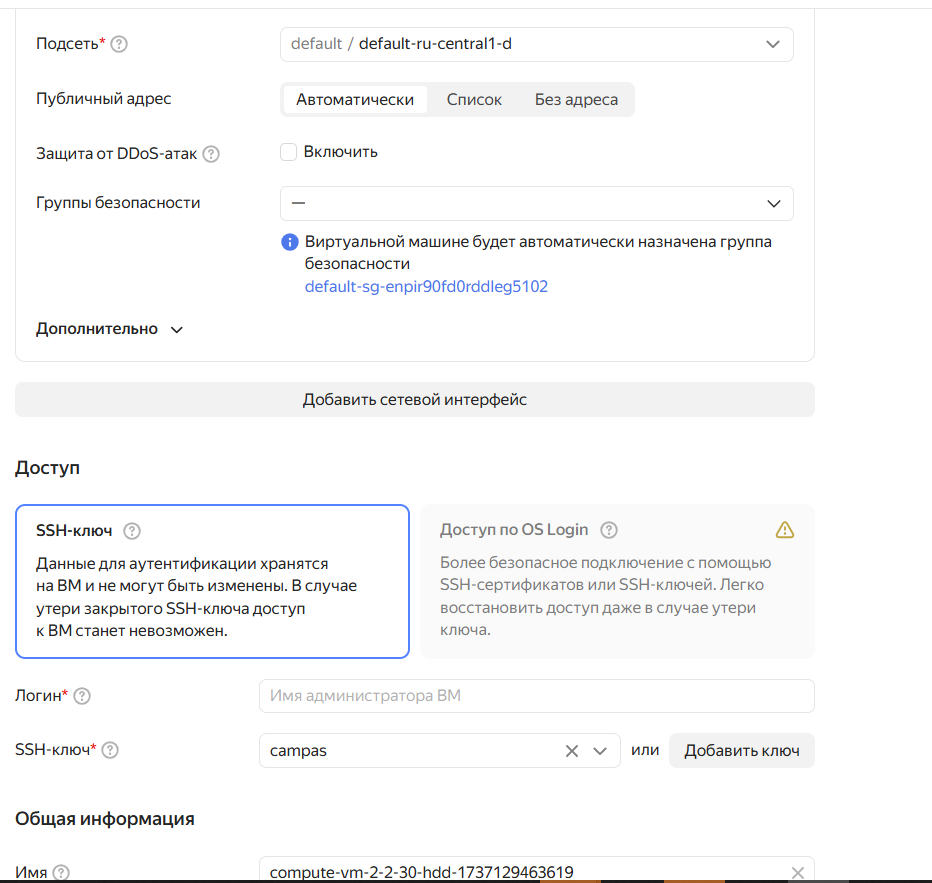 Подсеть* default / default-ru-central1-d
Публичный адрес Автоматически Список Без адреса
Защита от DDoS-атак Включить
Группы безопасности —
Виртуальной машине будет автоматически назначена группа
безопасности
default-sg-enpir90fd0rddleg5102
Дополнительно
Добавить сетевой интерфейс
Доступ
SSH-ключ
Данные для аутентификации хранятся
на ВМ и не могут быть изменены. В случае
утери закрытого SSH-ключа доступ
к ВМ станет невозможен.
Доступ по OS Login
Более безопасное подключение с помощью
SSH-сертификатов или SSH-ключей. Легко
восстановить доступ даже в случае утери
ключа.
Логин* Имя администратора ВМ
SSH-ключ* campas или Добавить ключ
Общая информация
Имя compute-vm-2-2-30-hdd-1737129463619